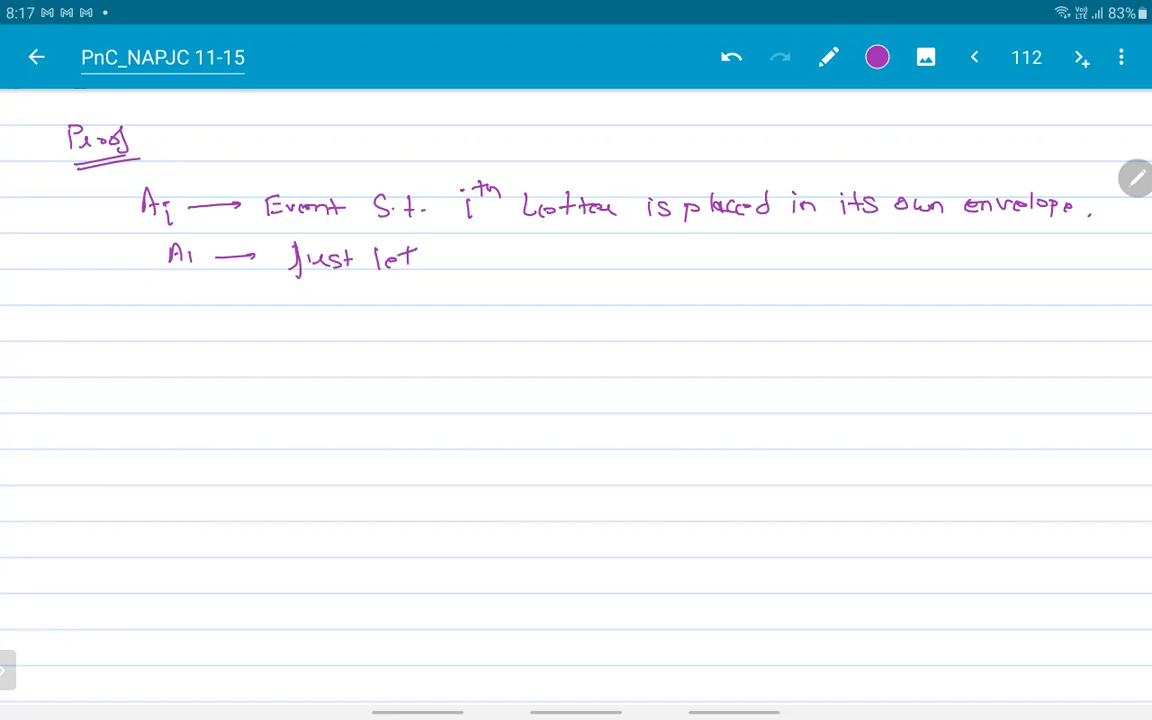 8:17 83%
PnC_NAPJC 11-15 112
Proof
Ai → Event S.t. ith Letter is placed in its own envelope.
A1 → first let